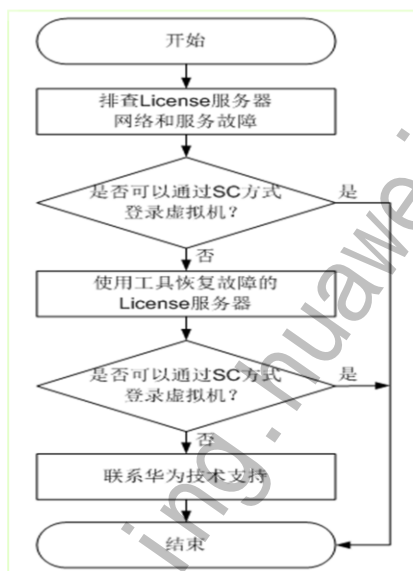 开始
排查License服务器
网络和服务故障
是否可以通过SC方式
登录虚拟机？
是
否
使用工具恢复故障的
License服务器
是否可以通过SC方式
登录虚拟机？
是
否
联系华为技术支持
结束
ing.huawei.